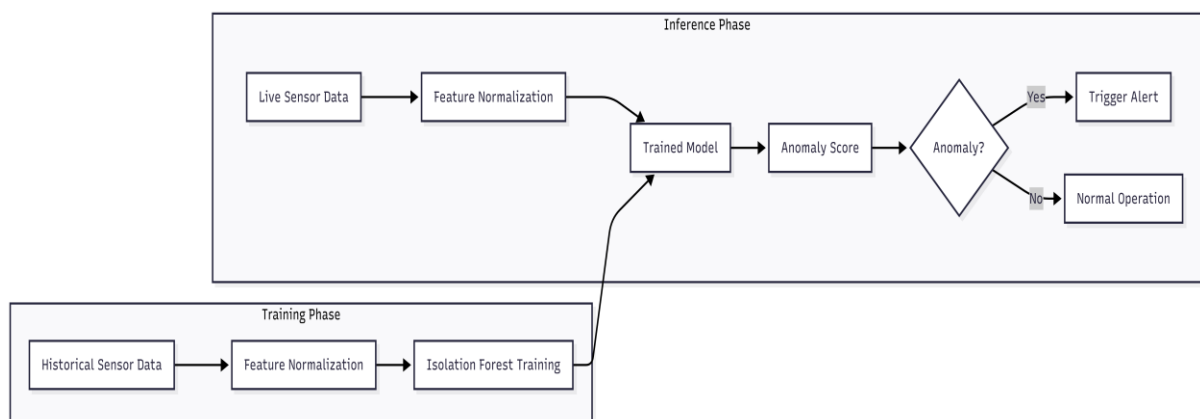 Inference Phase
Live Sensor Data
Feature Normalization
Trained Model
Anomaly Score
Anomaly?
Yes
Trigger Alert
No
Normal Operation
Training Phase
Historical Sensor Data
Feature Normalization
Isolation Forest Training